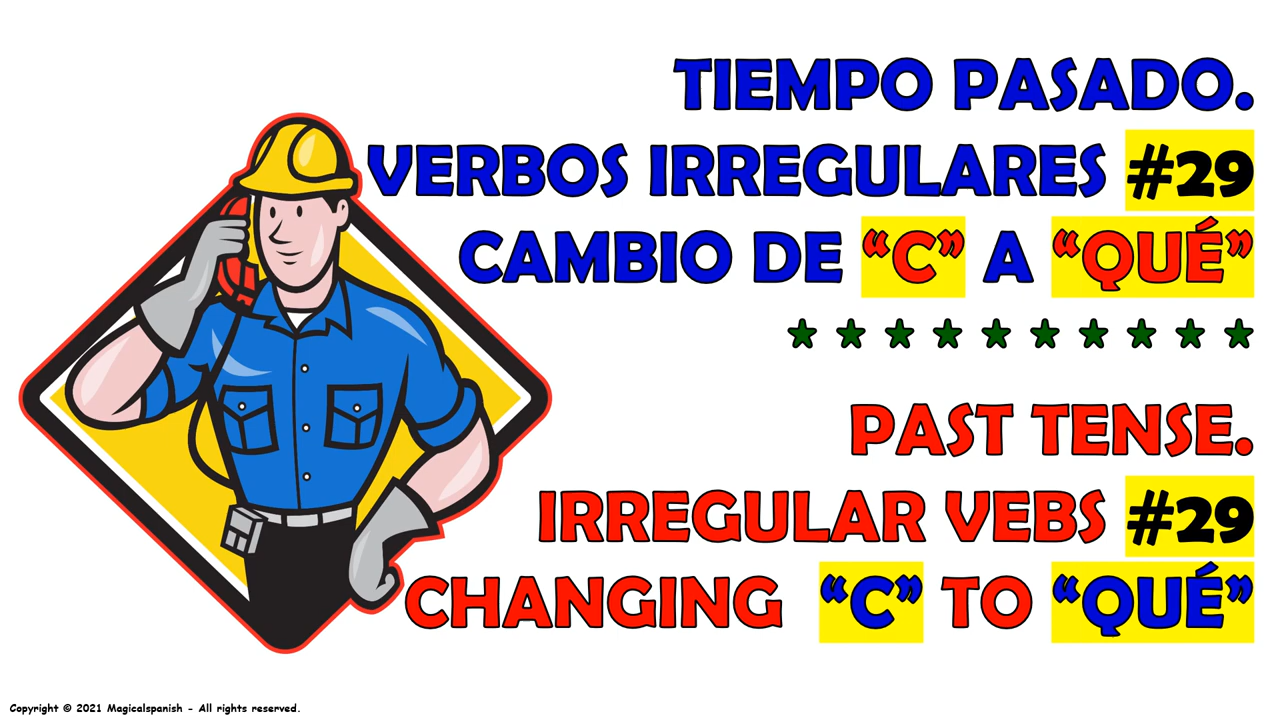 TIEMPO PASADO.
VERBOS IRREGULARES #29
CAMBIO DE “C” A “QUÉ”
PAST TENSE.
IRREGULAR VEBS #29
CHANGING “C” TO “QUÉ”
Copyright © 2021 Magicalspanish - All rights reserved.